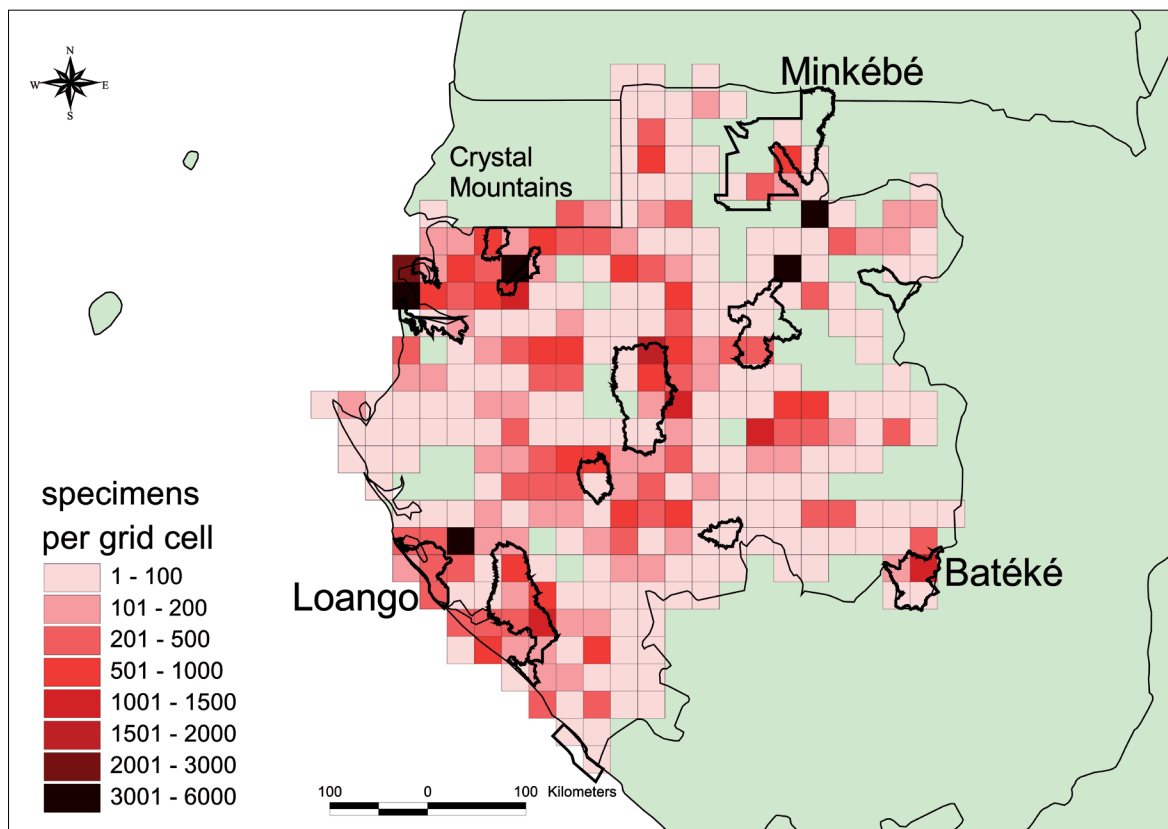 N
W E
S
Minkébé
Crystal
Mountains
specimens
per grid cell
1 - 100
101 - 200
201 - 500
501 - 1000
1001 - 1500
1501 - 2000
2001 - 3000
3001 - 6000
Loango
Batéké
100 0 100 Kilometers